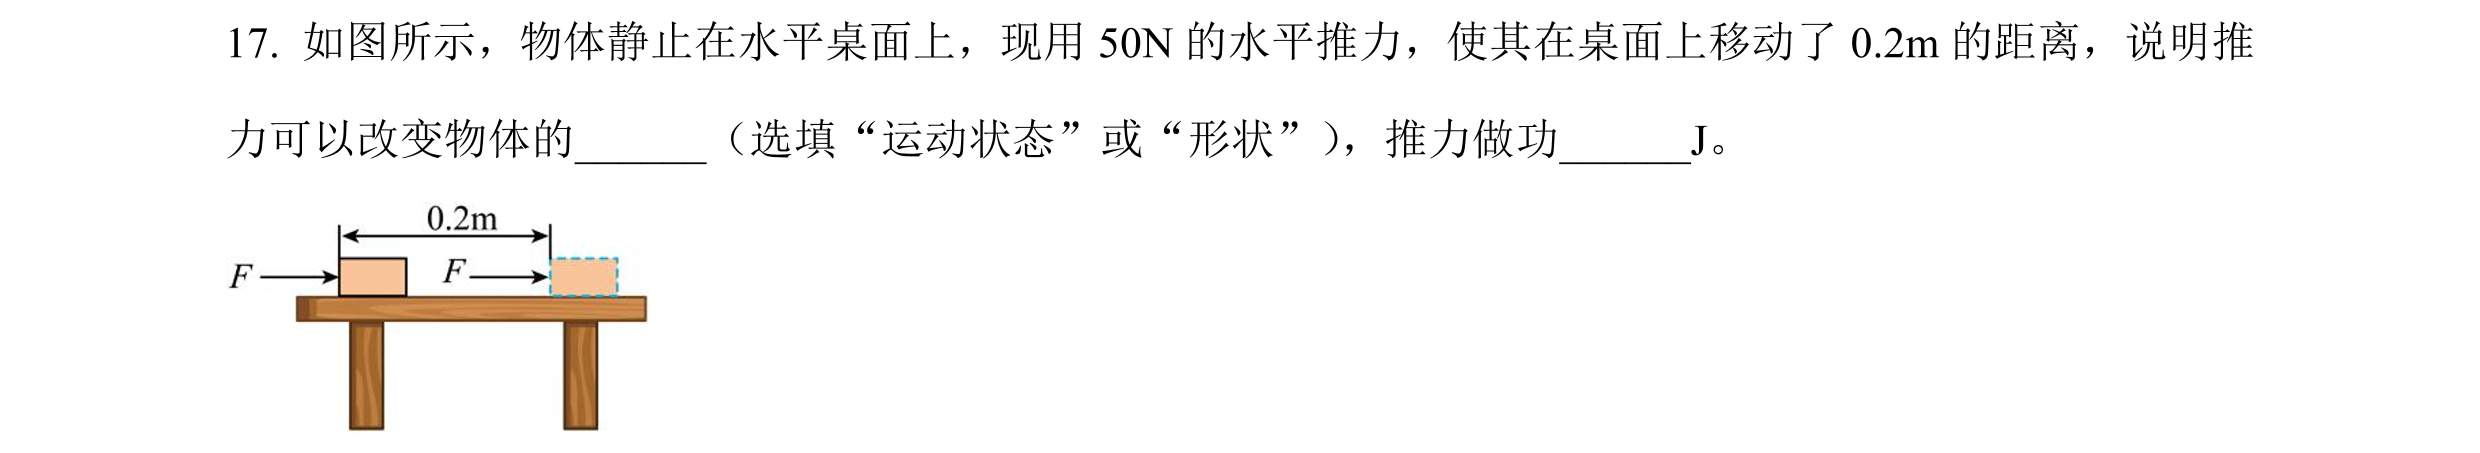 17. 如图所示，物体静止在水平桌面上，现用 50N 的水平推力，使其在桌面上移动了 0.2m 的距离，说明推
力可以改变物体的______（选填“运动状态”或“形状”），推力做功______J。
0.2m
F F